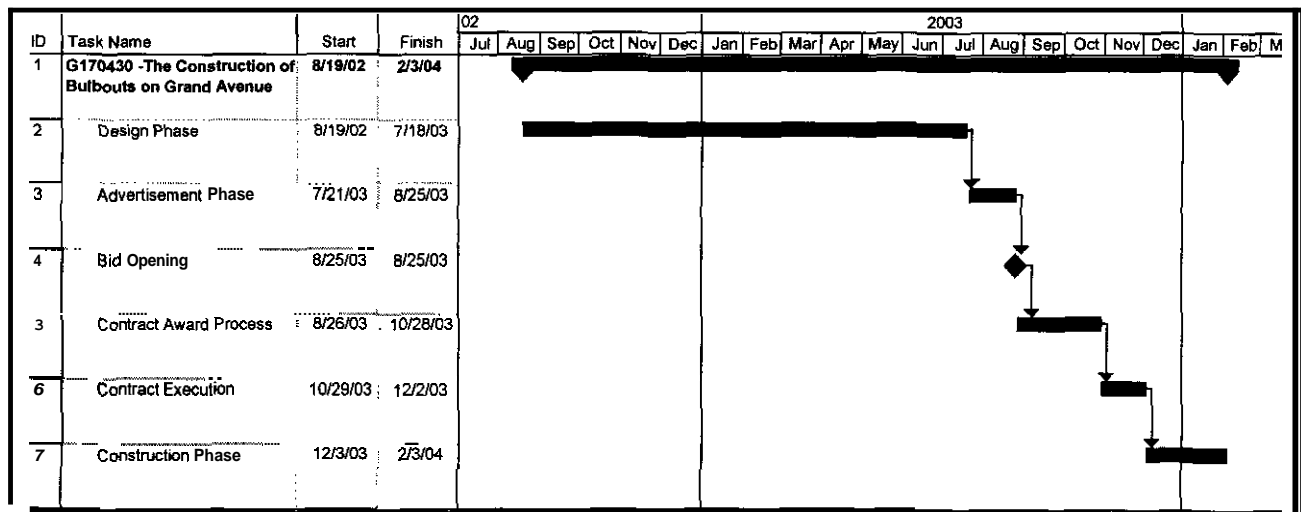 02 2003
ID Task Name Start Finish Jul Aug Sep Oct Nov Dec Jan Feb Mar Apr May Jun Jul Aug Sep Oct Nov Dec Jan Feb M
1 G170430 -The Construction of 8/19/02 2/3/04
Bulbouts on Grand Avenue
2 Design Phase 8/19/02 7/18/03
3 Advertisement Phase 7/21/03 8/25/03
4 Bid Opening 8/25/03 8/25/03
3 Contract Award Process 8/26/03 10/28/03
6 Contract Execution 10/29/03 12/2/03
7 Construction Phase 12/3/03 2/3/04